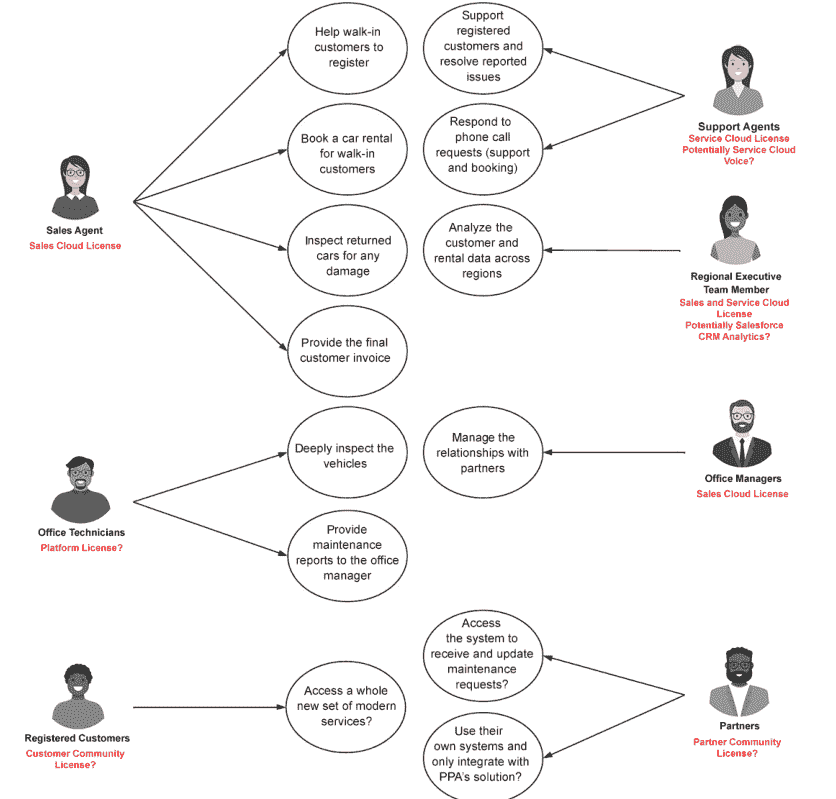 Help walk-in
customers to
register
Support
registered
customers and
resolve reported
issues
Support Agents
Service Cloud License
Potentially Service Cloud
Voice?
Book a car rental
for walk-in
customers
Respond to
phone call
requests (support
and booking)
Sales Agent
Sales Cloud License
Inspect returned
cars for any
damage
Analyze the
customer and
rental data across
regions
Regional Executive
Team Member
Sales and Service Cloud
License
Potentially Salesforce
CRM Analytics?
Provide the final
customer invoice
Deeply inspect the
vehicles
Manage the
relationships with
partners
Office Managers
Sales Cloud License
Office Technicians
Platform License?
Provide
maintenance
reports to the office
manager
Access
the system to
receive and update
maintenance
requests?
Registered Customers
Customer Community
License?
Access a whole
new set of modern
services?
Partners
Partner Community
License?
Use their
own systems and
only integrate with
PPA's solution?